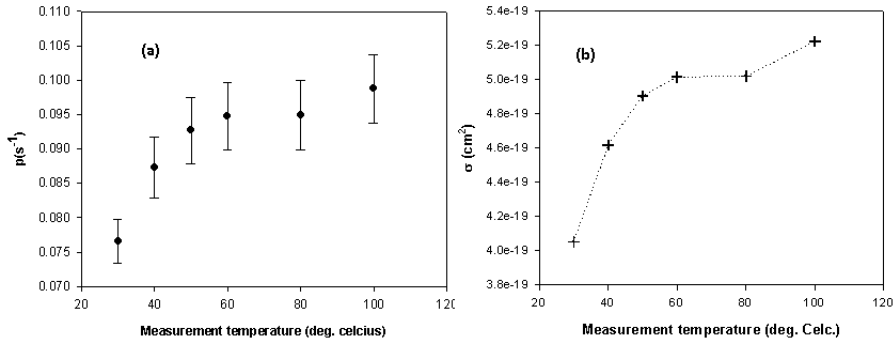 0.110
0.105
0.100
0.095
0.090
0.085
0.080
0.075
0.070
p(s-1)
(a)
20 40 60 80 100 120
Measurement temperature (deg. celcius)
5.4e-19
5.2e-19
5.0e-19
4.8e-19
4.6e-19
4.4e-19
4.2e-19
4.0e-19
3.8e-19
σ (cm2)
(b)
20 40 60 80 100 120
Measurement temperature (deg. Celc.)